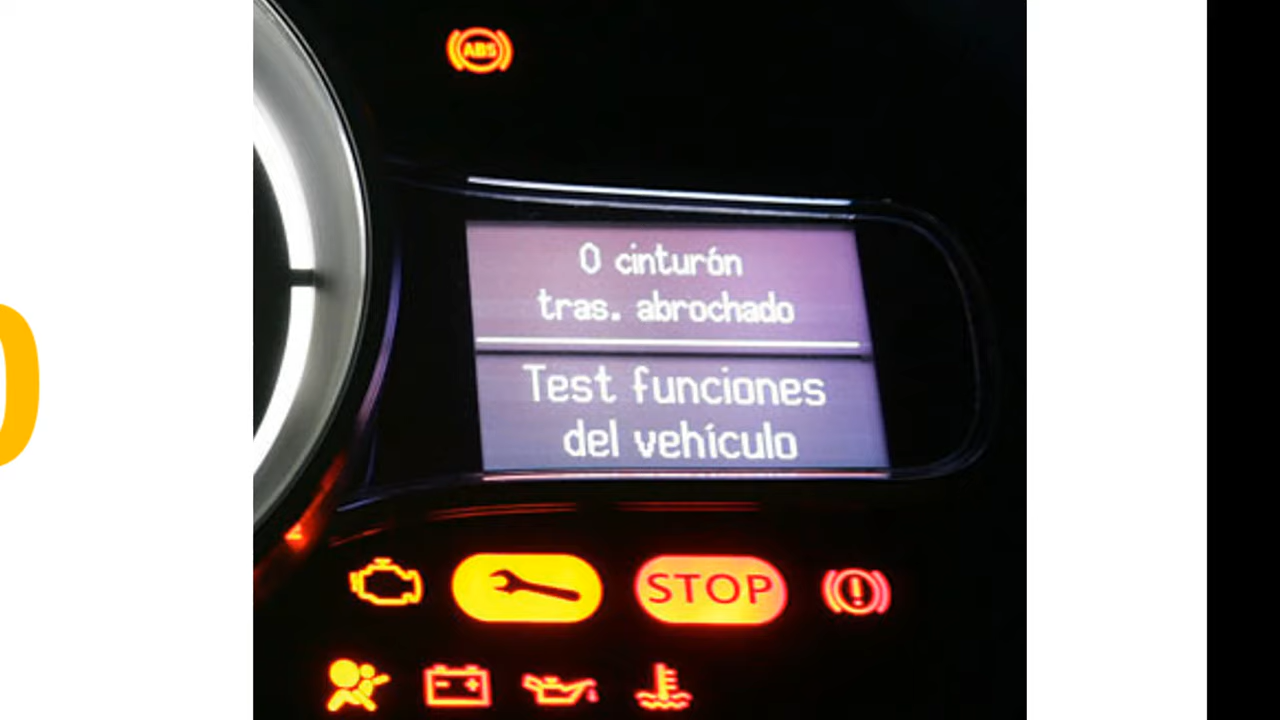 ABS
0 cinturón
tras. abrochado
Test funciones
del vehículo
STOP